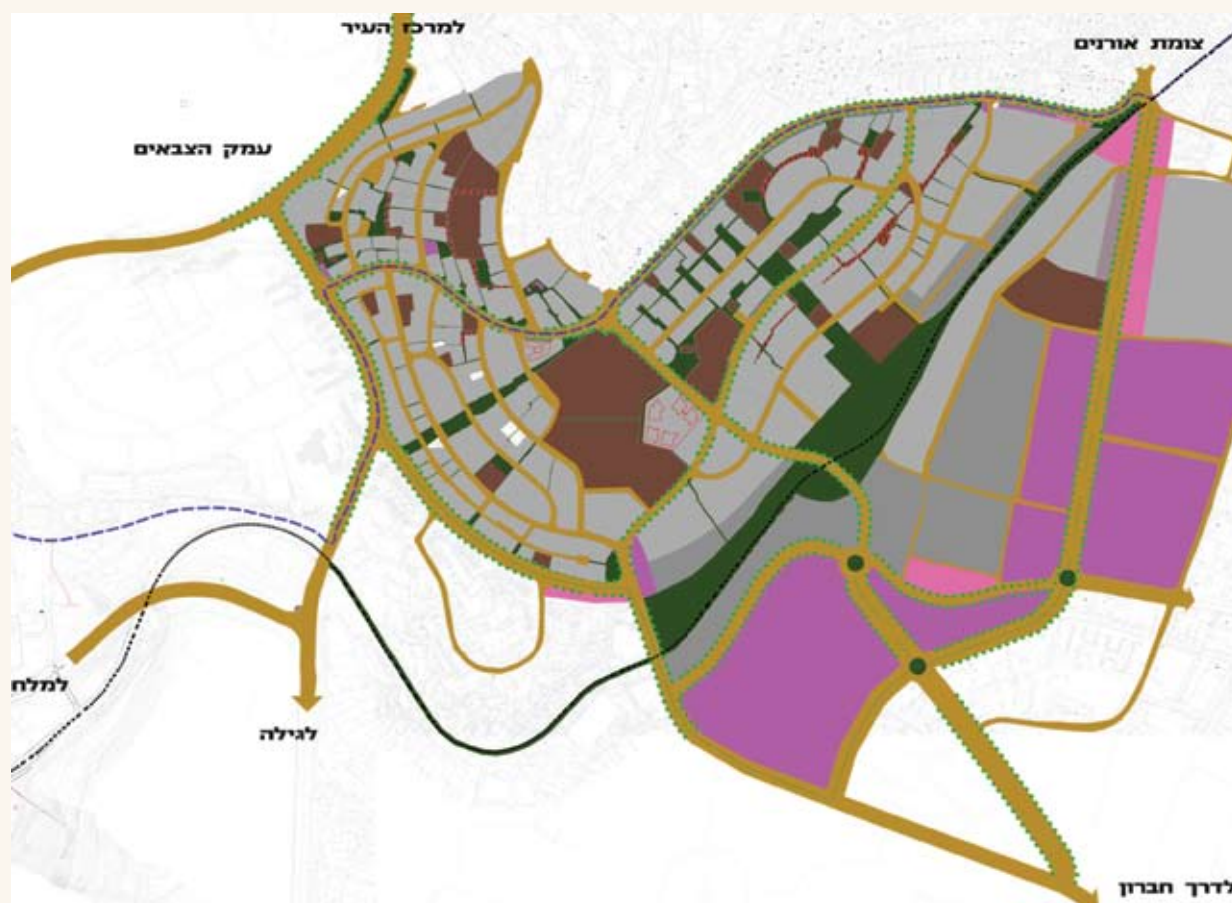 למרכז העיר
צומת אורנים
עמק הצבאים
למלח
לגילה
לדרך חברון